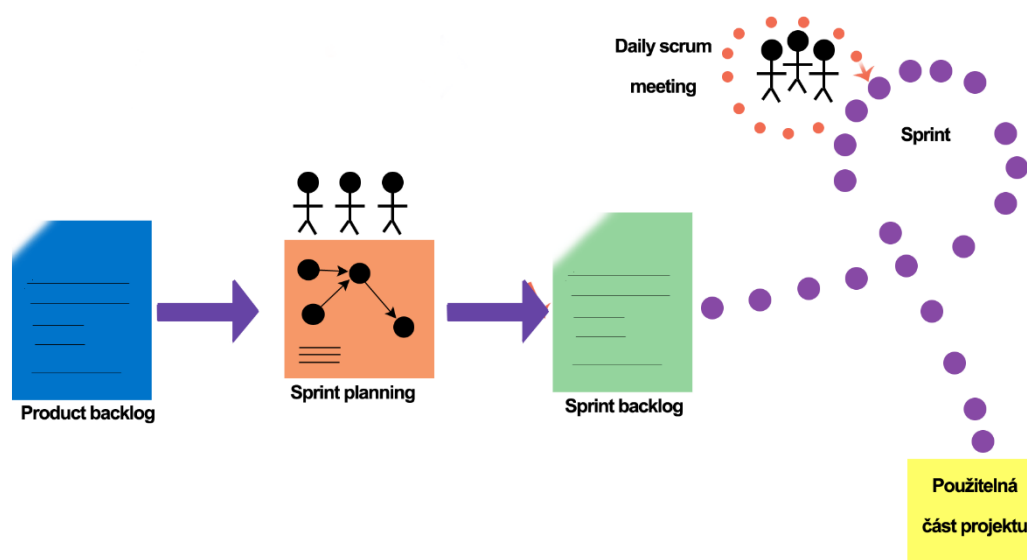 Daily scrum
meeting
Sprint
Product backlog
Sprint planning
Sprint backlog
Použitelná
část projektu